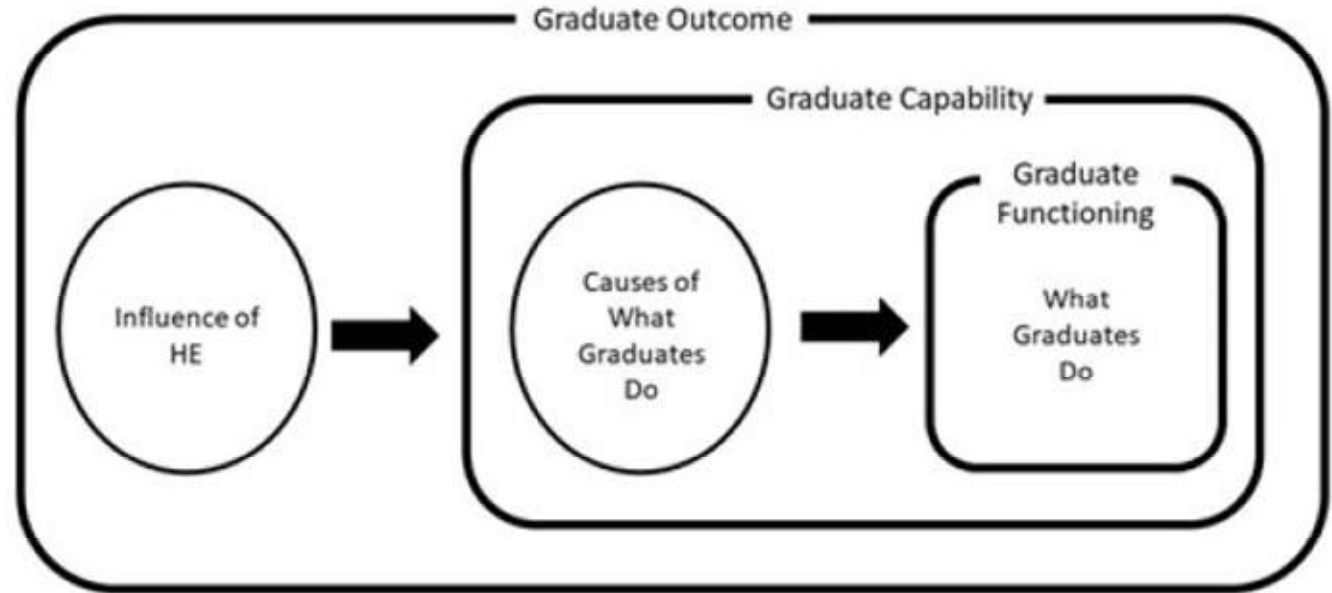 Graduate Outcome
Graduate Capability
Graduate
Functioning
Influence of
HE
Causes of
What
Graduates
Do
What
Graduates
Do